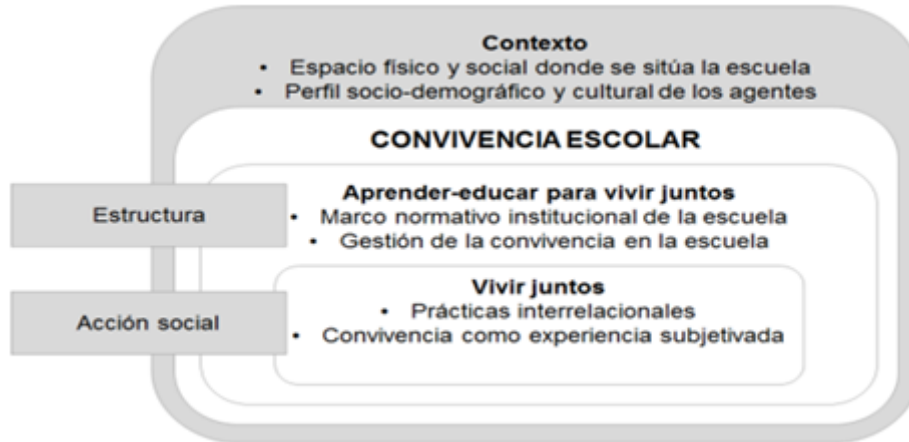 Contexto
• Espacio físico y social donde se sitúa la escuela
• Perfil socio-demográfico y cultural de los agentes
CONVIVENCIA ESCOLAR
Estructura
Aprender-educar para vivir juntos
• Marco normativo institucional de la escuela
• Gestión de la convivencia en la escuela
Acción social
Vivir juntos
• Prácticas interrelacionales
• Convivencia como experiencia subjetivada